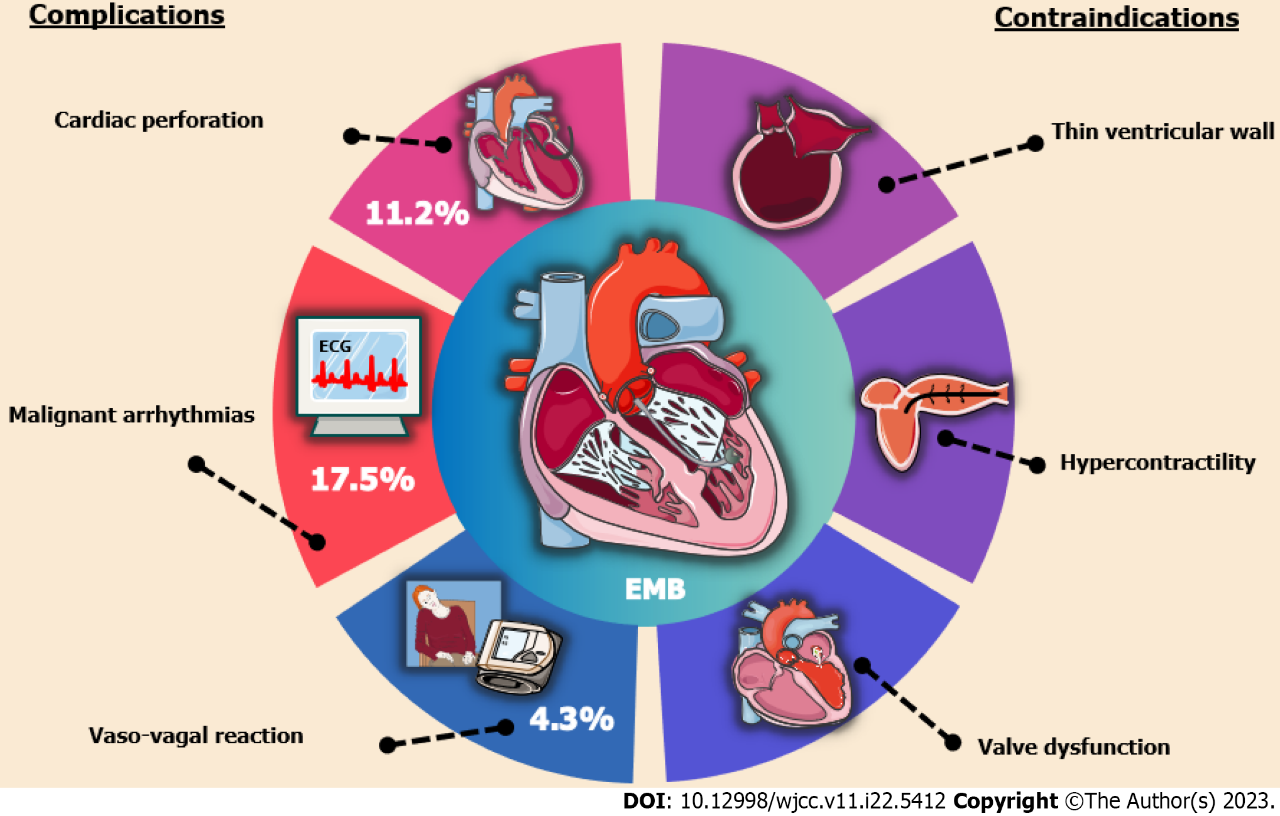 Complications
Contraindications
Cardiac perforation
11.2%
Thin ventricular wall
ECG
Malignant arrhythmias
17.5%
Hypercontractility
EMB
Vaso-vagal reaction
4.3%
Valve dysfunction
DOI: 10.12998/wjcc.v11.i22.5412 Copyright ©The Author(s) 2023.